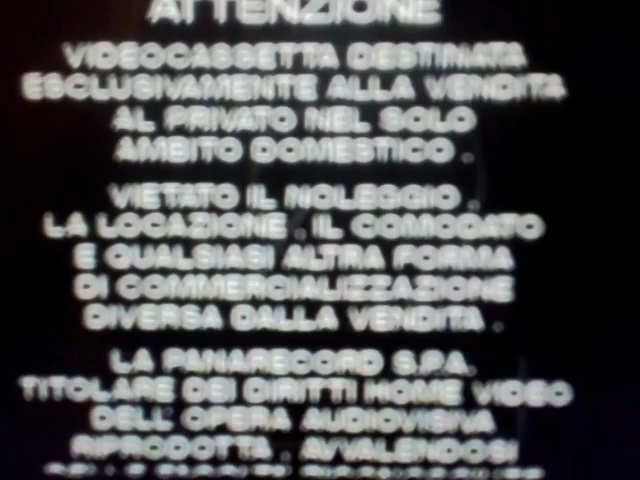 ATTENZIONE
VIDEOCASSETTA DESTINATA
ESCLUSIVAMENTE ALLA VENDITA
AL PRIVATO NEL SOLO
AMBITO DOMESTICO .
VIETATO IL NOLEGGIO .
LA LOCAZIONE . IL COMODATO
E QUALSIASI ALTRA FORMA
DI COMMERCIALIZZAZIONE
DIVERSA DALLA VENDITA .
LA PANARECORD S.P.A.
TITOLARE DEI DIRITTI HOME VIDEO
DELL' OPERA AUDIOVISIVA
RIPRODOTTA . AVVALENDOSI